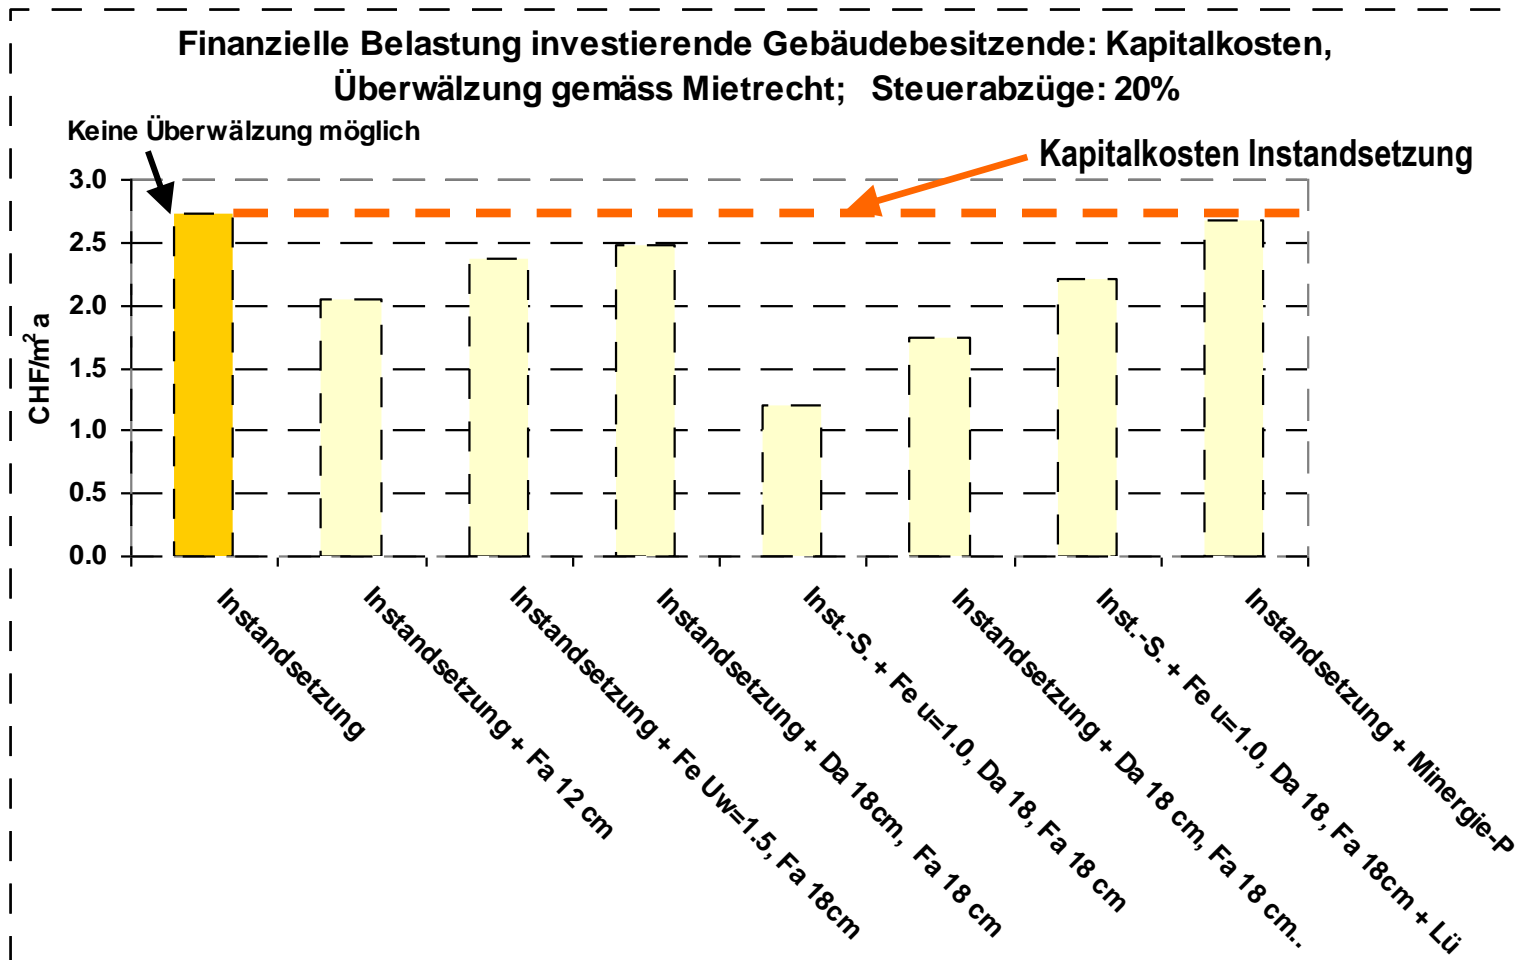 Finanzielle Belastung investierende Gebäudebesitzende: Kapitalkosten,
Überwälzung gemäss Mietrecht; Steuerabzüge: 20%
Keine Überwälzung möglich
Kapitalkosten Instandsetzung
CHF/m² a
3.0
2.5
2.0
1.5
1.0
0.5
0.0
Instandsetzung
Instandsetzung + Fa 12 cm
Instandsetzung + Fe Uw=1.5, Fa 18cm
Instandsetzung + Da 18cm, Fa 18 cm
Inst.-S. + Fe u=1.0, Da 18, Fa 18 cm
Instandsetzung + Da 18 cm, Fa 18 cm..
Inst.-S. + Fe u=1.0, Da 18, Fa 18cm + Lü
Instandsetzung + Minergie-P